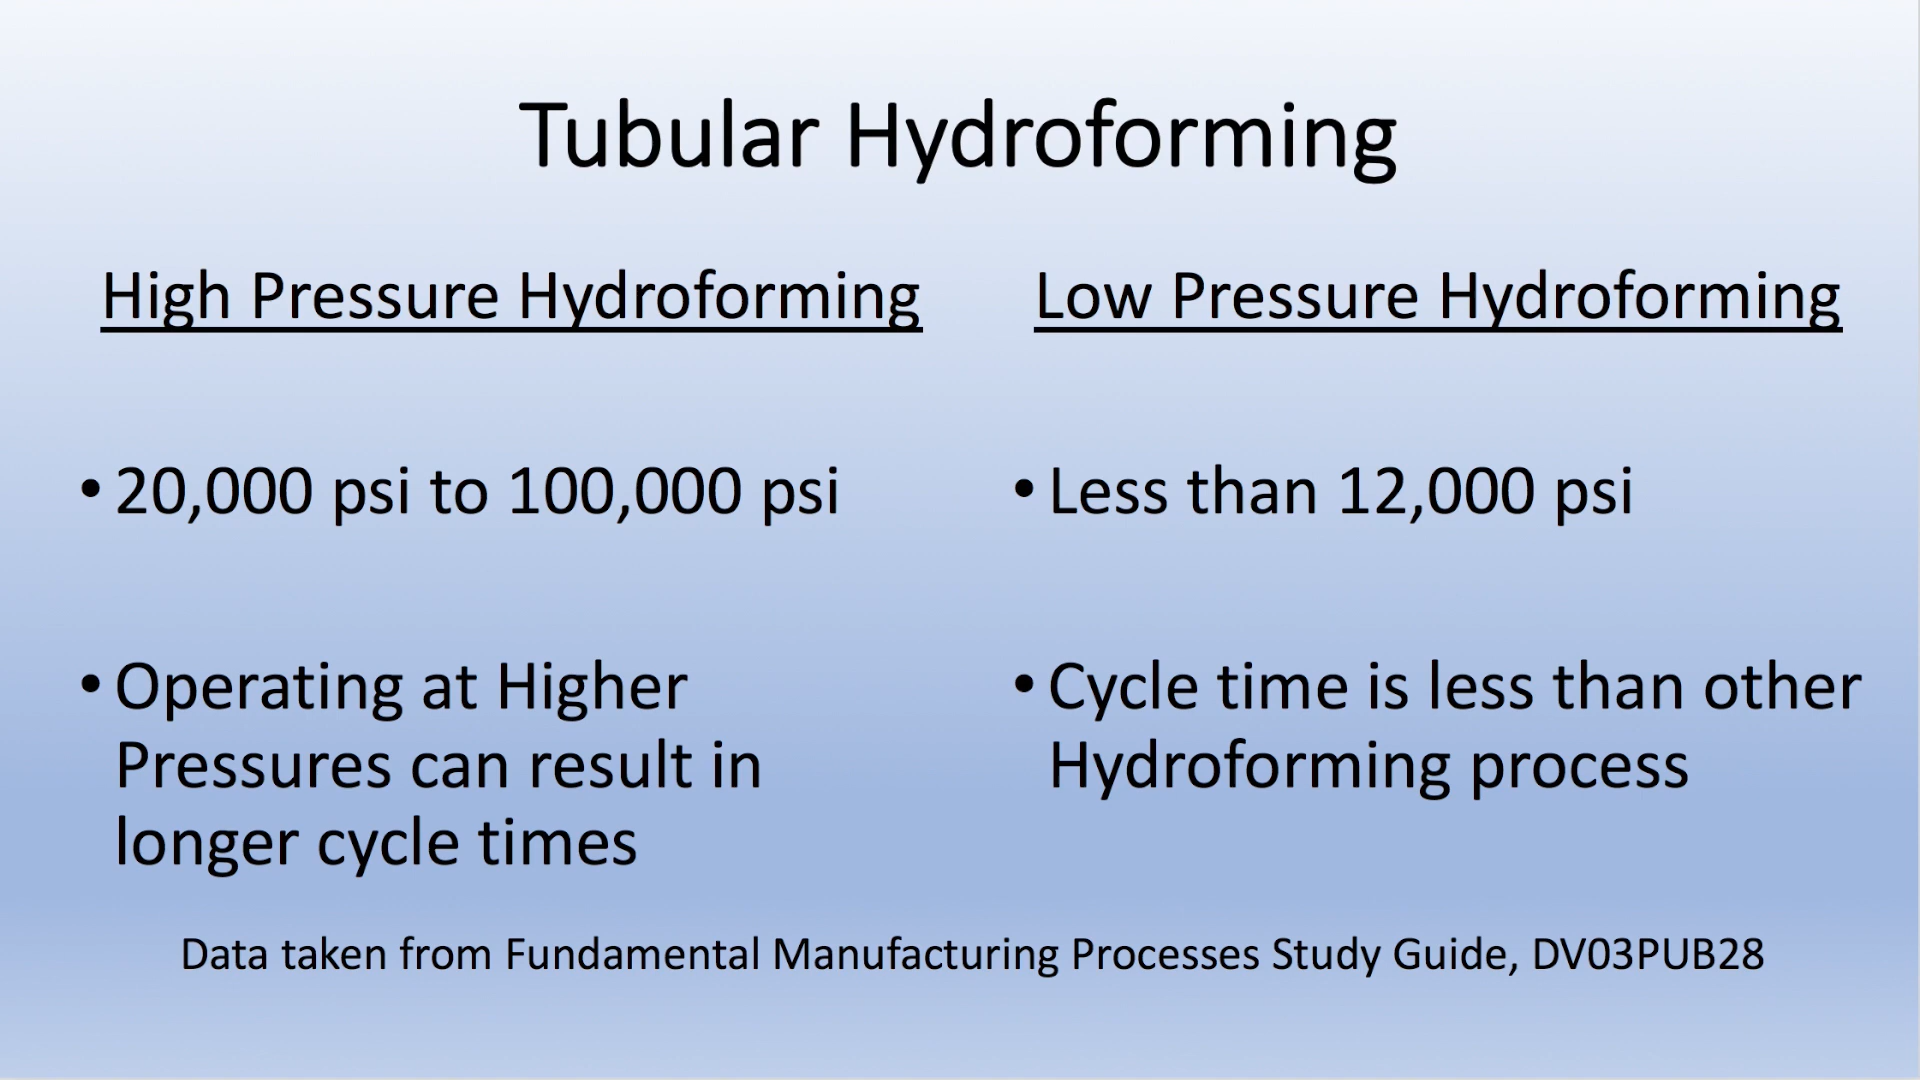 Tubular Hydroforming
High Pressure Hydroforming
• 20,000 psi to 100,000 psi
• Operating at Higher
Pressures can result in
longer cycle times
Low Pressure Hydroforming
• Less than 12,000 psi
• Cycle time is less than other
Hydroforming process
Data taken from Fundamental Manufacturing Processes Study Guide, DV03PUB28